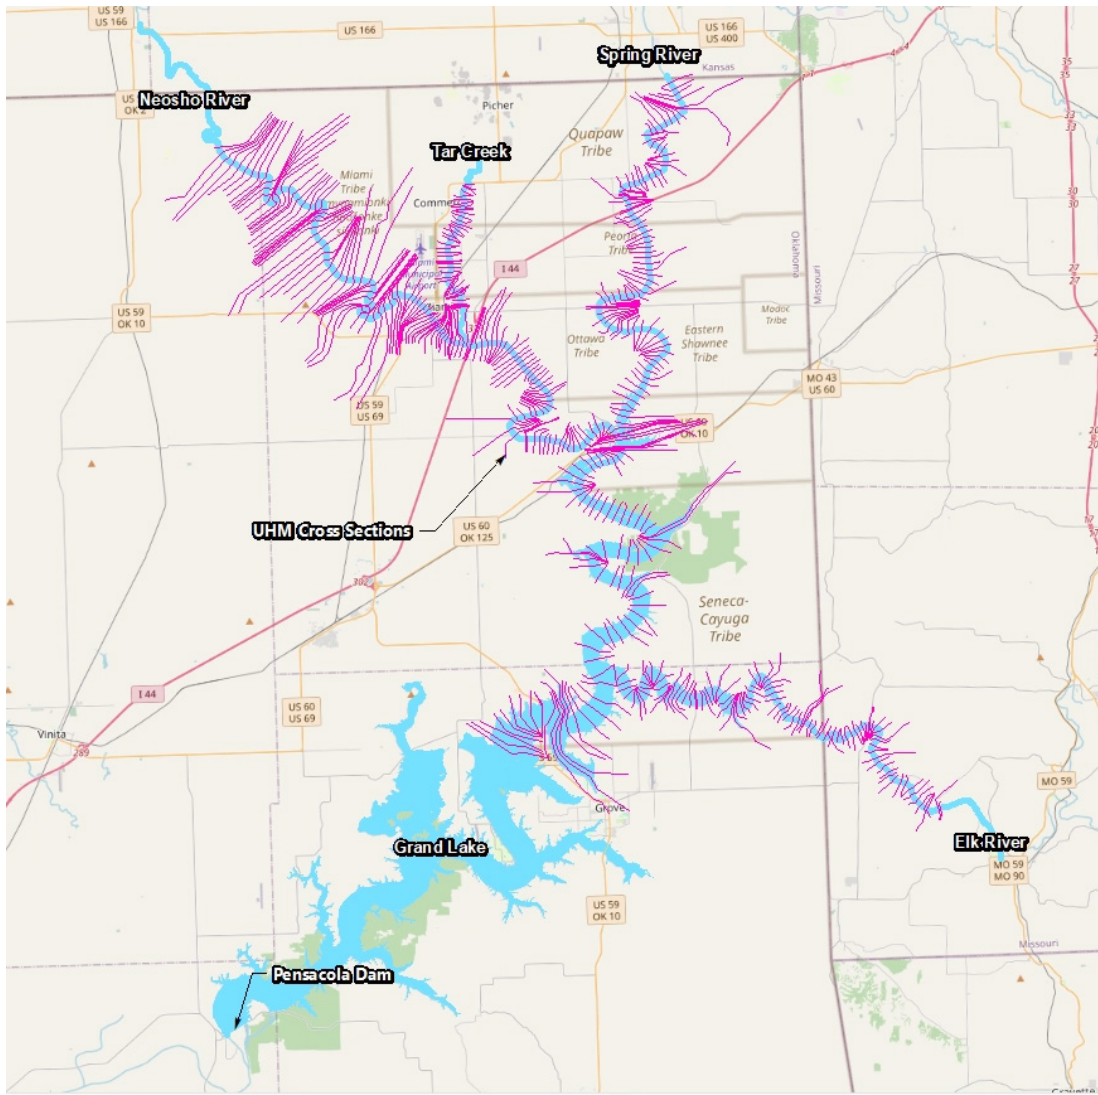 US 59
US 166
US 166
US 166
US 400
Spring River
Kansas
Neosho River
Picher
Quapaw
Tribe
Tar Creek
Miami
Tribe
Peoria
Tribe
I 44
Oklahoma
Missouri
Modoc
Tribe
US 59
OK 10
Ottawa
Tribe
Eastern
Shawnee
Tribe
MO 43
US 60
US 59
US 69
OK 10
UHM Cross Sections
US 60
OK 125
302
Seneca-
Cayuga
Tribe
I 44
US 60
US 69
Vinita
289
Grove
MO 59
Grand Lake
Elk River
MO 59
MO 90
US 59
OK 10
Missouri
Pensacola Dam